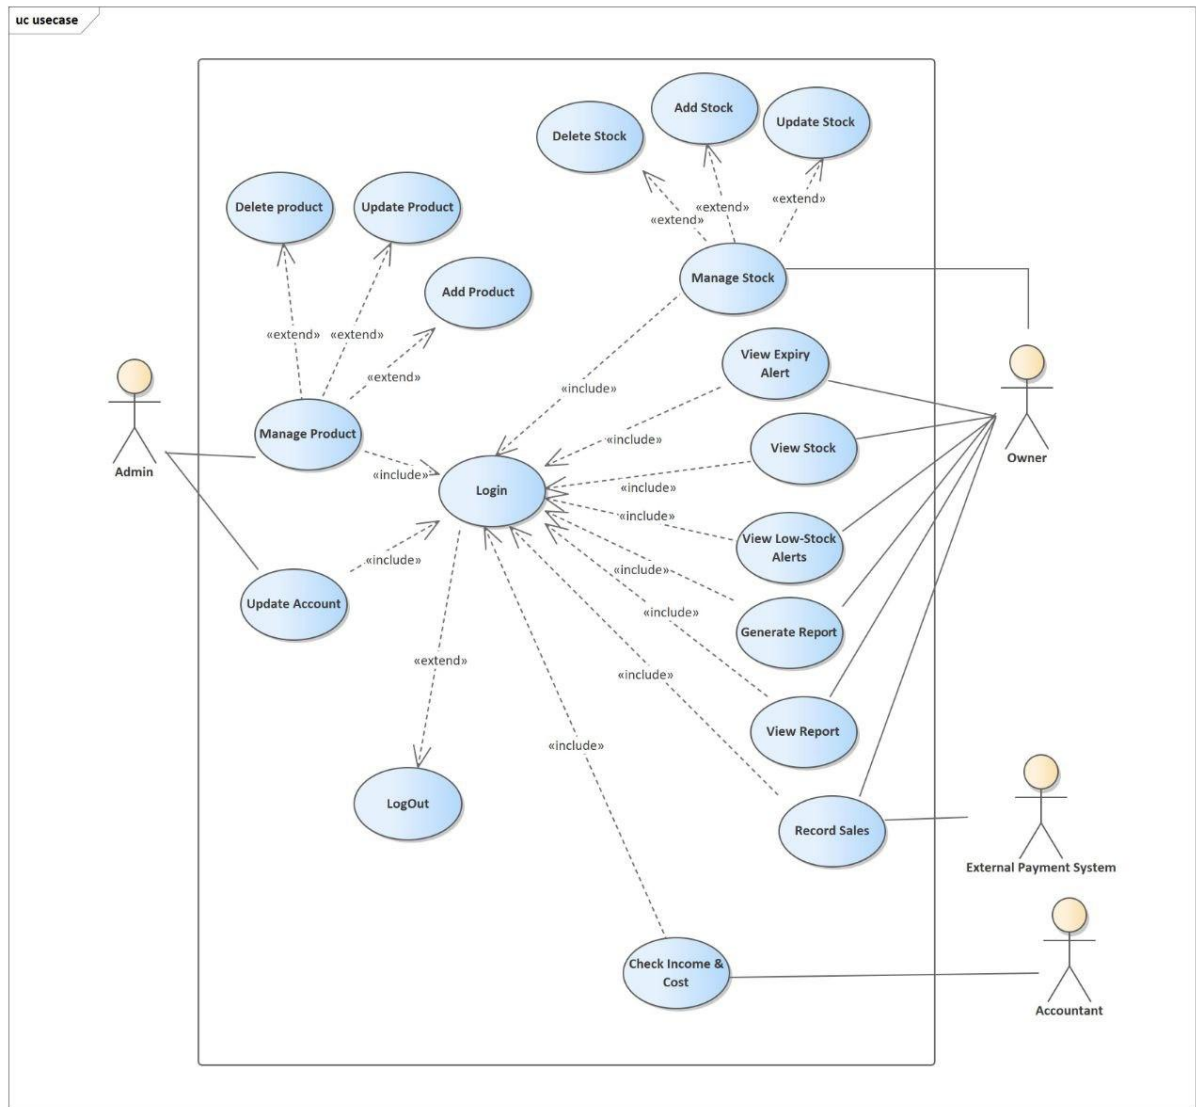 uc usecase
Add Stock
Delete Stock
Update Stock
Delete product
Update Product
«extend»
«extend»
«extend»
Manage Stock
Add Product
«extend»
«extend»
View Expiry
Alert
«extend»
«include»
Manage Product
«include»
View Stock
Admin
Owner
«include»
Login
«include»
«include»
View Low-Stock
Alerts
«include»
«include»
Update Account
«include»
Generate Report
«extend»
«include»
View Report
«include»
LogOut
Record Sales
External Payment System
Check Income &
Cost
Accountant